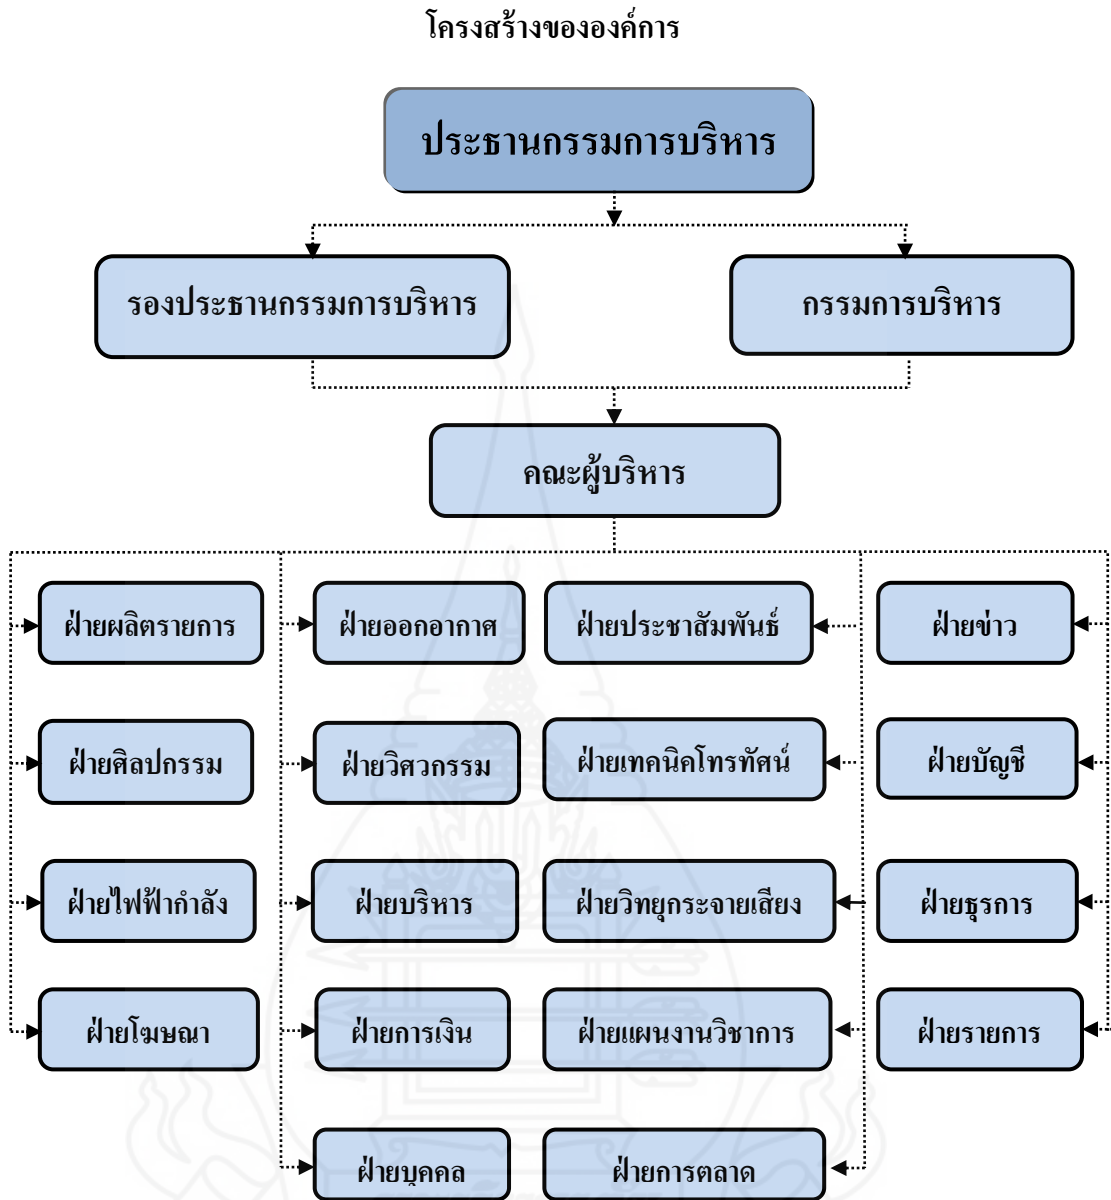 โครงสร้างขององค์การ
ประธานกรรมการบริหาร
รองประธานกรรมการบริหาร
กรรมการบริหาร
คณะผู้บริหาร
ฝ่ายผลิตรายการ
ฝ่ายออกอากาศ
ฝ่ายประชาสัมพันธ์
ฝ่ายข่าว
ฝ่ายศิลปกรรม
ฝ่ายวิศวกรรม
ฝ่ายเทคนิคโทรทัศน์
ฝ่ายบัญชี
ฝ่ายไฟฟ้ากำลัง
ฝ่ายบริหาร
ฝ่ายวิทยุกระจายเสียง
ฝ่ายธุรการ
ฝ่ายโฆษณา
ฝ่ายการเงิน
ฝ่ายแผนงานวิชาการ
ฝ่ายรายการ
ฝ่ายบุคคล
ฝ่ายการตลาด